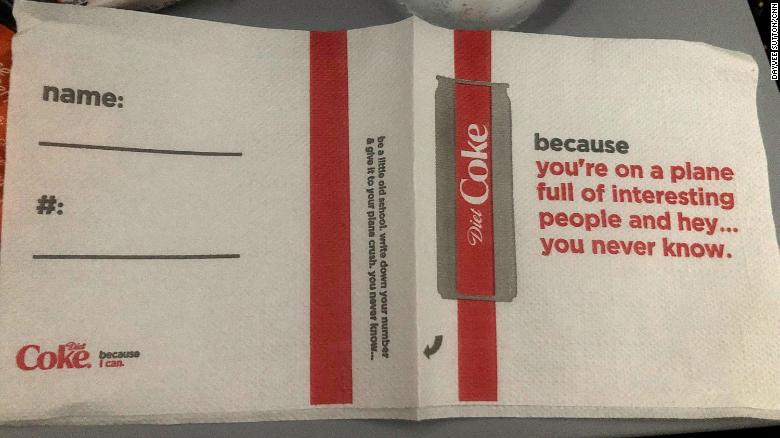 name:
#:
Diet
Coke. because
i can.
be a little old school. write down your number
& give it to your plane crush. you never know...
Diet Coke
because
you're on a plane
full of interesting
people and hey...
you never know.
DAYVEE SUTTON/CNN